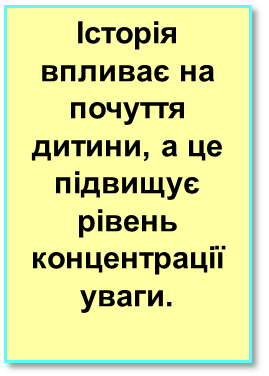 Історія
впливає на
почуття
дитини, а це
підвищує
рівень
концентрації
уваги.